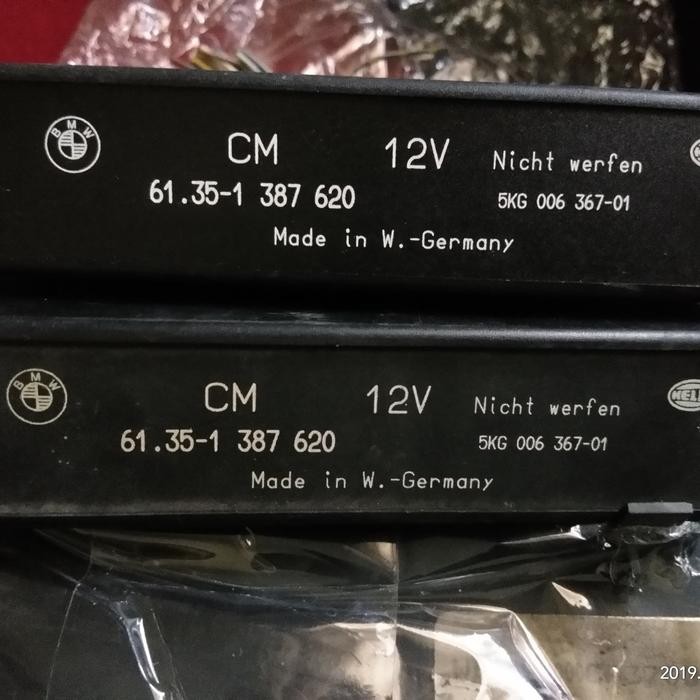 BMW
CM 12V Nicht werfen
61.35-1 387 620 5KG 006 367-01
Made in W.-Germany
BMW
CM 12V Nicht werfen
61.35-1 387 620 5KG 006 367-01
Made in W.-Germany
2019.